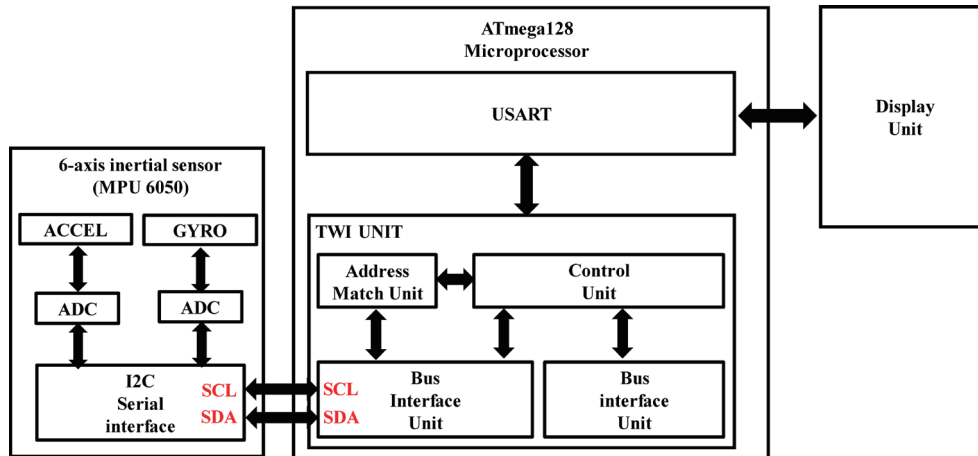 ATmega128
Microprocessor
USART
Display
Unit
6-axis inertial sensor
(MPU 6050)
ACCEL
GYRO
ADC
ADC
I2C
Serial
interface
SCL
SDA
TWI UNIT
Address
Match Unit
Control
Unit
SCL
SDA
Bus
Interface
Unit
Bus
interface
Unit